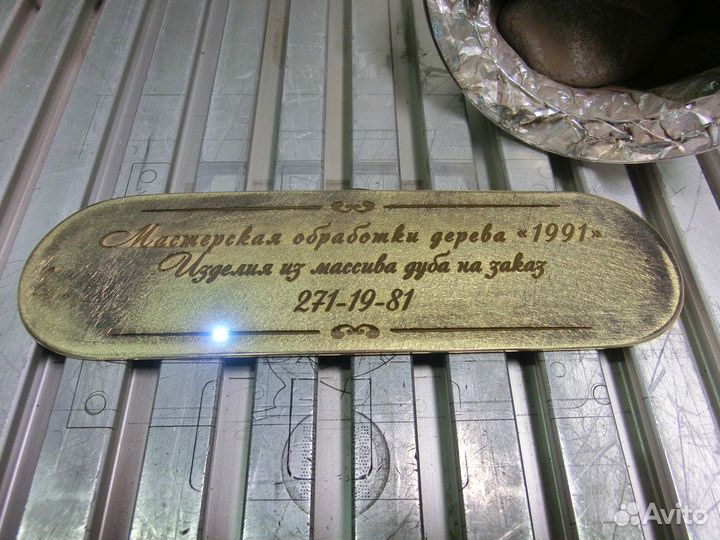 Мастерская обработки дерева «1991»
Изделия из массива дуба на заказ
271-19-81
Avito